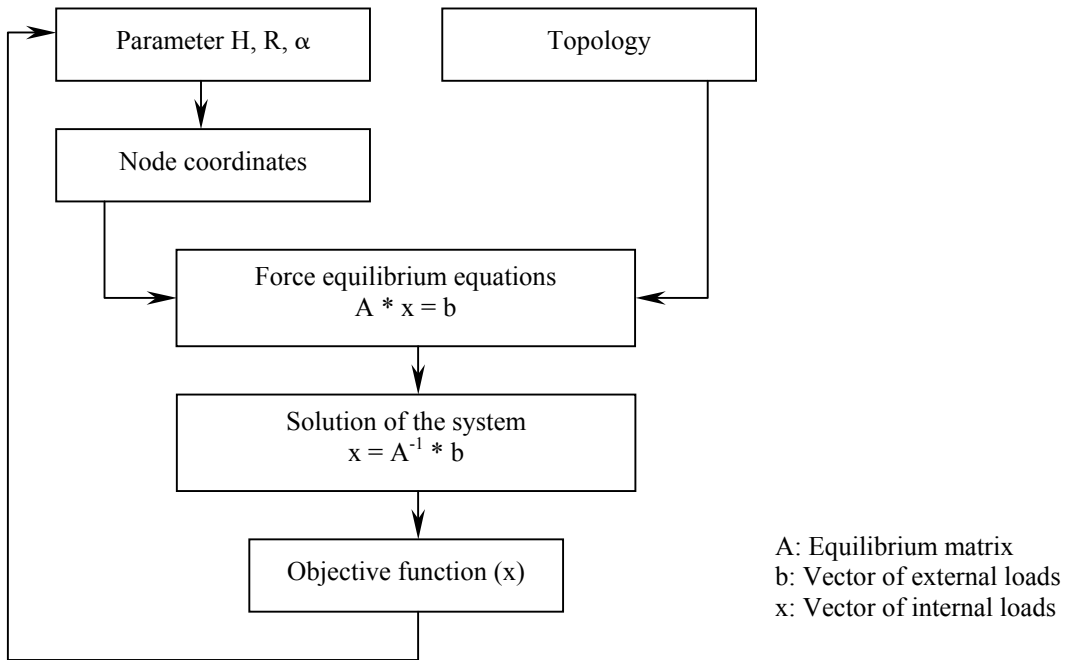 Parameter H, R, α
Topology
Node coordinates
Force equilibrium equations
A * x = b
Solution of the system
x = A⁻¹ * b
Objective function (x)
A: Equilibrium matrix
b: Vector of external loads
x: Vector of internal loads